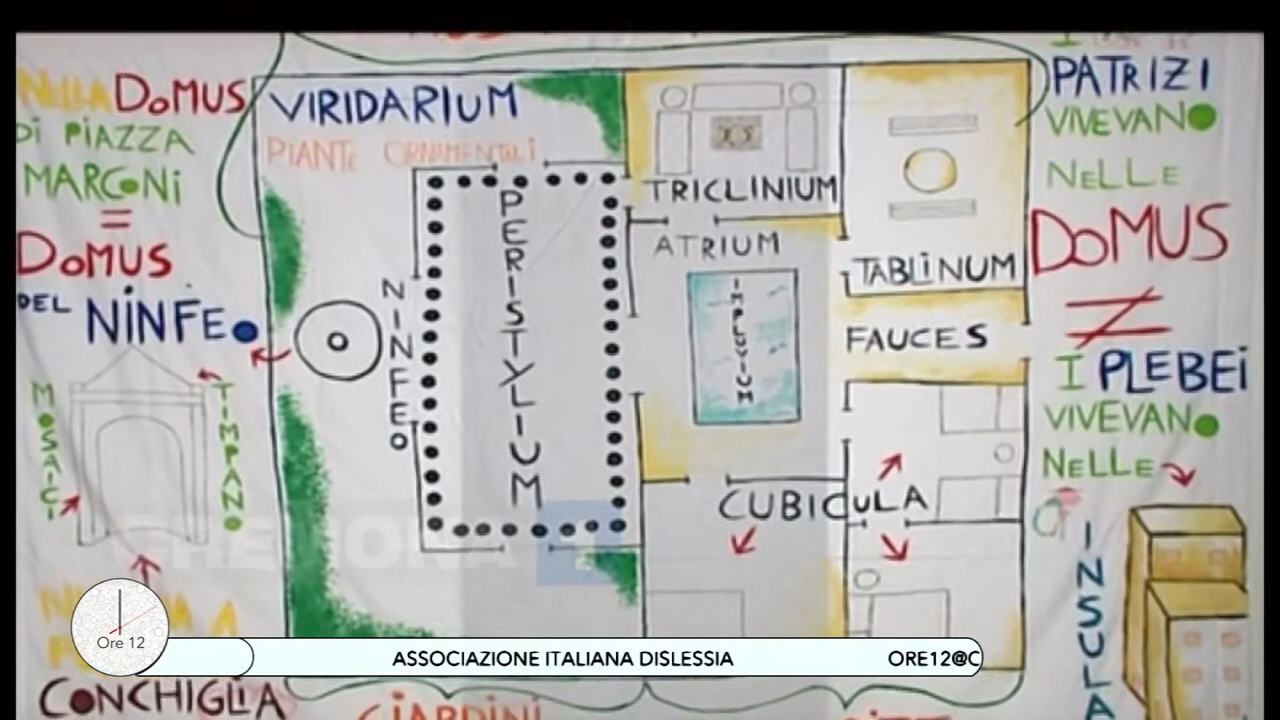 NELLA DOMUS
DI PIAZZA
MARCONI
=
DOMUS
DEL NINFEO
MOSAICI
TIMPANO
CONCHIGLIA
VIRIDARIUM
PIANTE ORNAMENTALI
NINFEO
PERISTYLIUM
TRICLINIUM
ATRIUM
IMPLUVIUM
TABLINUM
FAUCES
CUBICULA
GIARDINI
I
PATRIZI
VIVEVANO
NELLE
DOMUS
≠
I PLEBEI
VIVEVANO
NELLE
INSULA
Ore 12
ASSOCIAZIONE ITALIANA DISLESSIA
ORE12@C